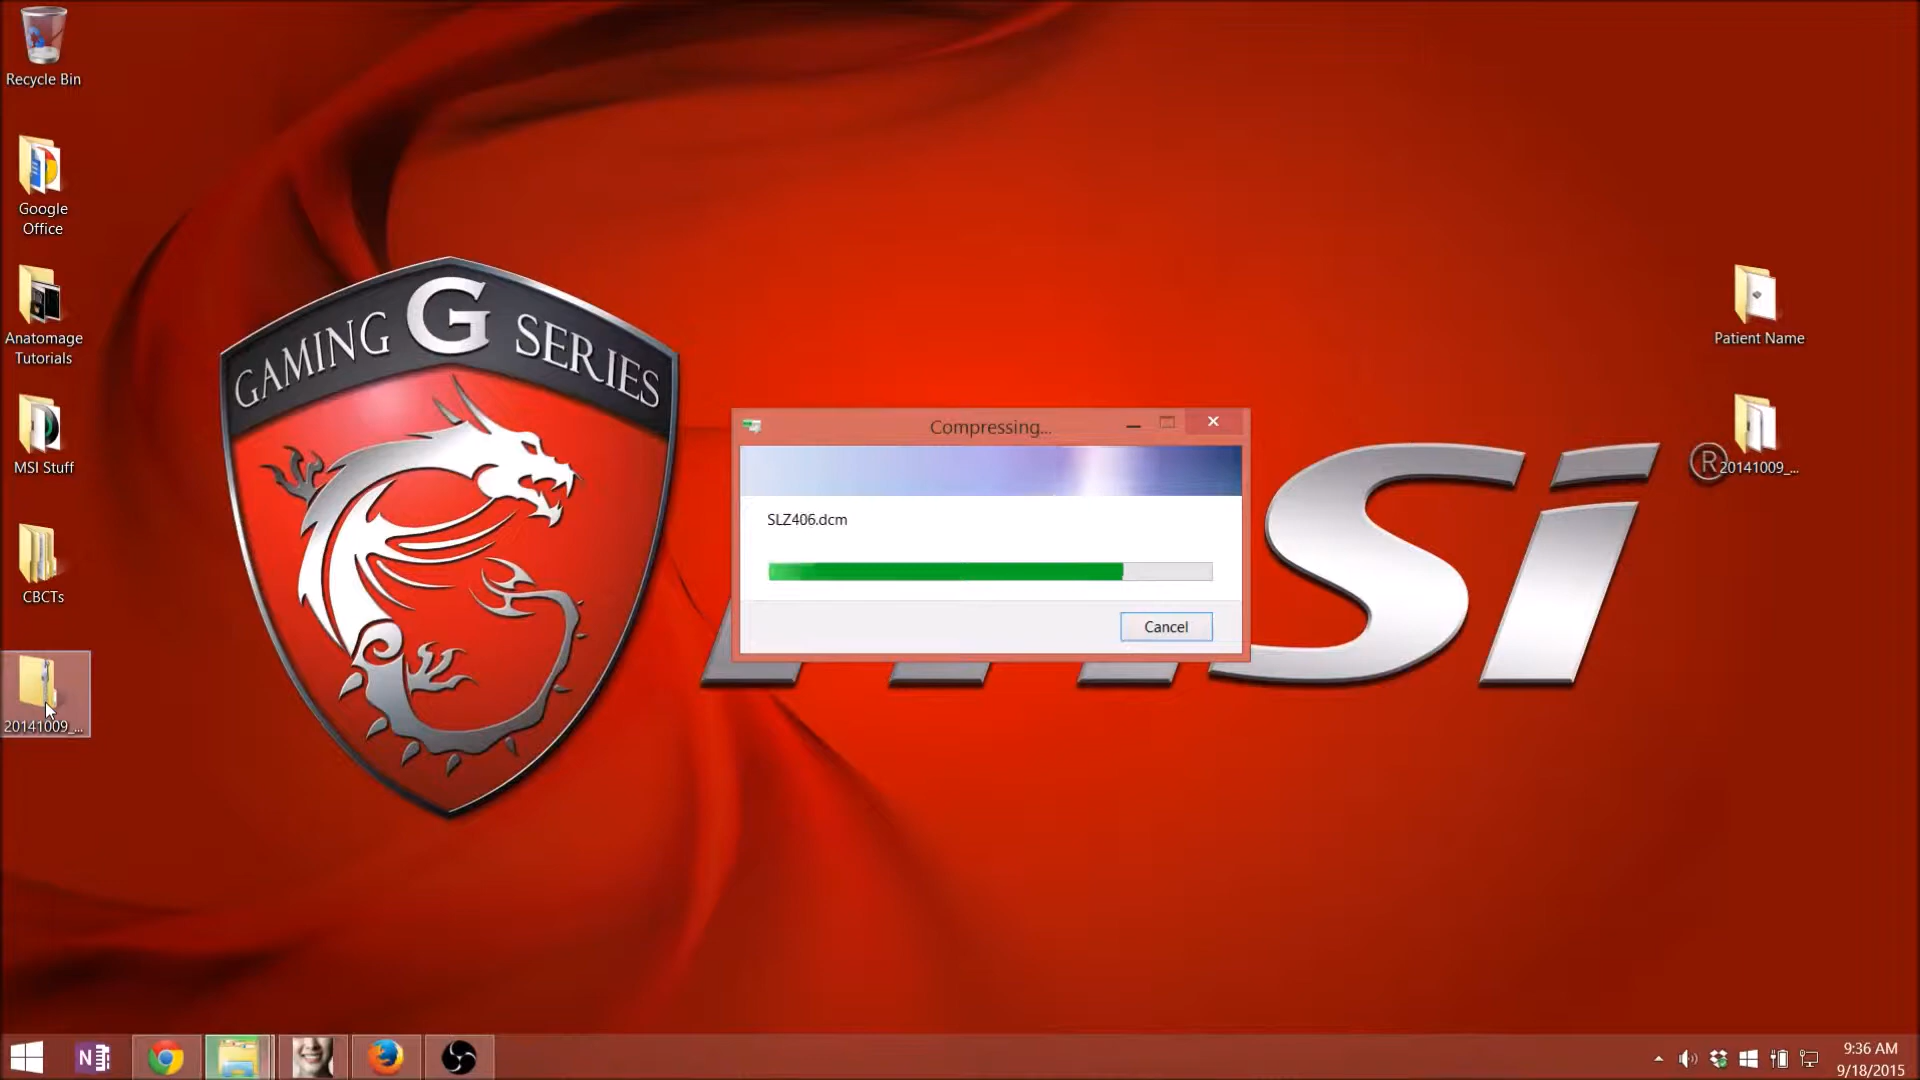 Recycle Bin
Google
Office
Anatomage
Tutorials
MSI Stuff
CBCTs
20141009_...
GAMING G SERIES
Compressing...
SLZ406.dcm
Cancel
msi
®
Patient Name
20141009_...
N
9:36 AM
9/18/2015